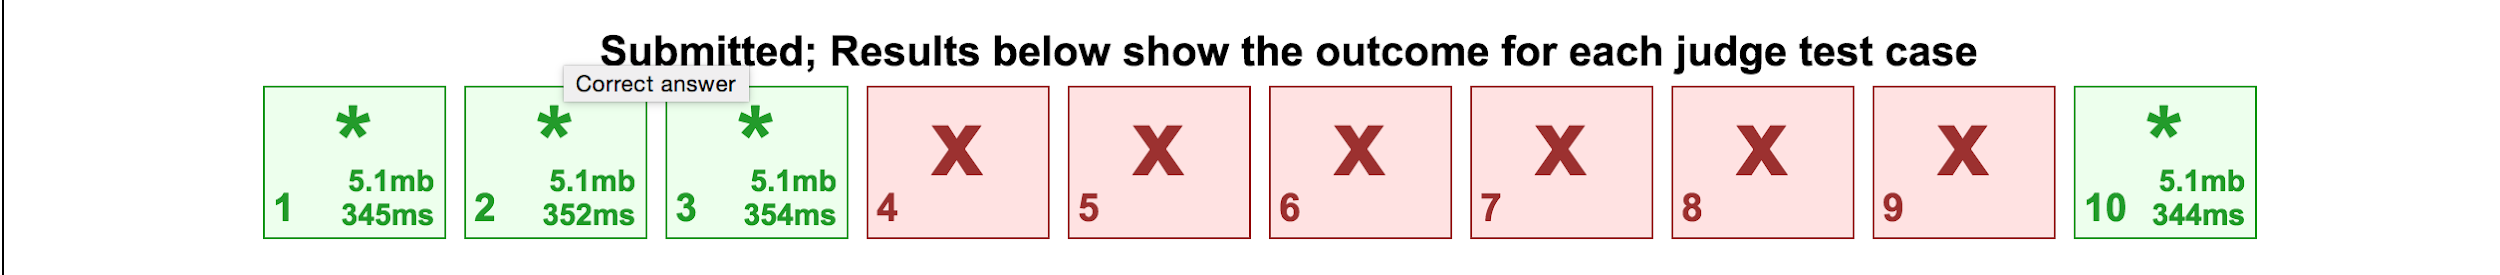 Submitted; Results below show the outcome for each judge test case
Correct answer
* * * x x x x x x *
5.1mb 5.1mb 5.1mb 5.1mb
1 345ms 2 352ms 3 354ms 4 5 6 7 8 9 10 344ms